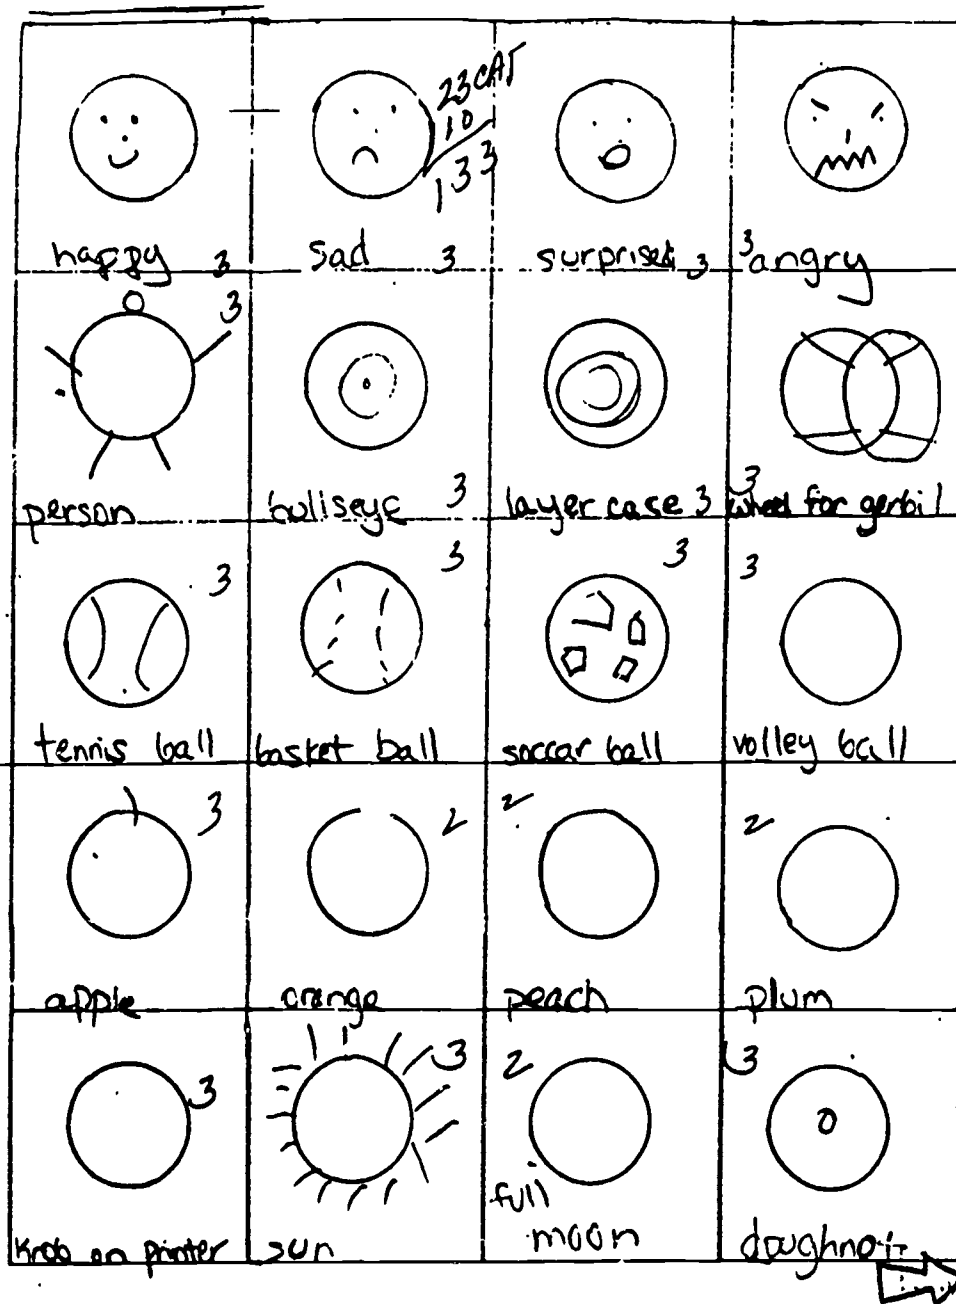 23 CAT
10
133
happy 3
sad 3
surprised 3
3 angry
3
person
bullseye 3
layer case 3
3
wheel for gerbil
3
tennis ball
3
basket ball
3
soccar ball
3
volley ball
3
apple
2
orange
2
peach
2
plum
3
knob on printer
3
sun
2
full
moon
3